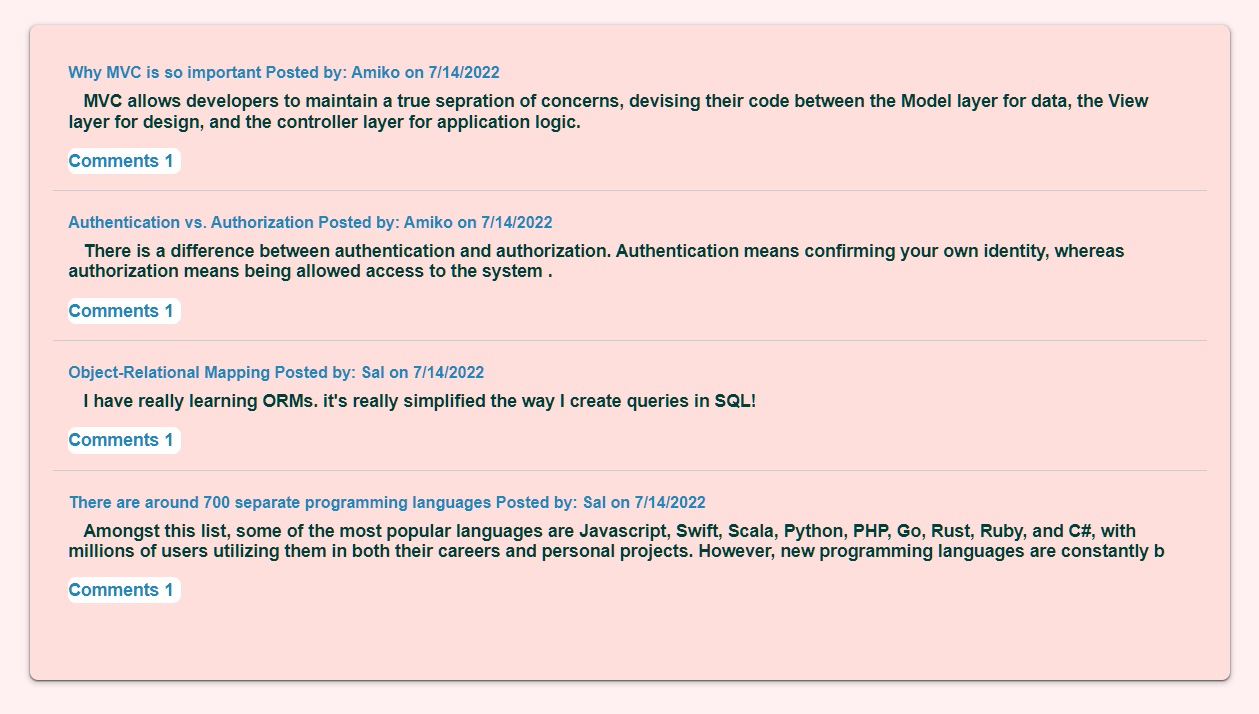 Why MVC is so important Posted by: Amiko on 7/14/2022
MVC allows developers to maintain a true sepration of concerns, devising their code between the Model layer for data, the View
layer for design, and the controller layer for application logic.
Comments 1
Authentication vs. Authorization Posted by: Amiko on 7/14/2022
There is a difference between authentication and authorization. Authentication means confirming your own identity, whereas
authorization means being allowed access to the system .
Comments 1
Object-Relational Mapping Posted by: Sal on 7/14/2022
I have really learning ORMs. it's really simplified the way I create queries in SQL!
Comments 1
There are around 700 separate programming languages Posted by: Sal on 7/14/2022
Amongst this list, some of the most popular languages are Javascript, Swift, Scala, Python, PHP, Go, Rust, Ruby, and C#, with
millions of users utilizing them in both their careers and personal projects. However, new programming languages are constantly b
Comments 1